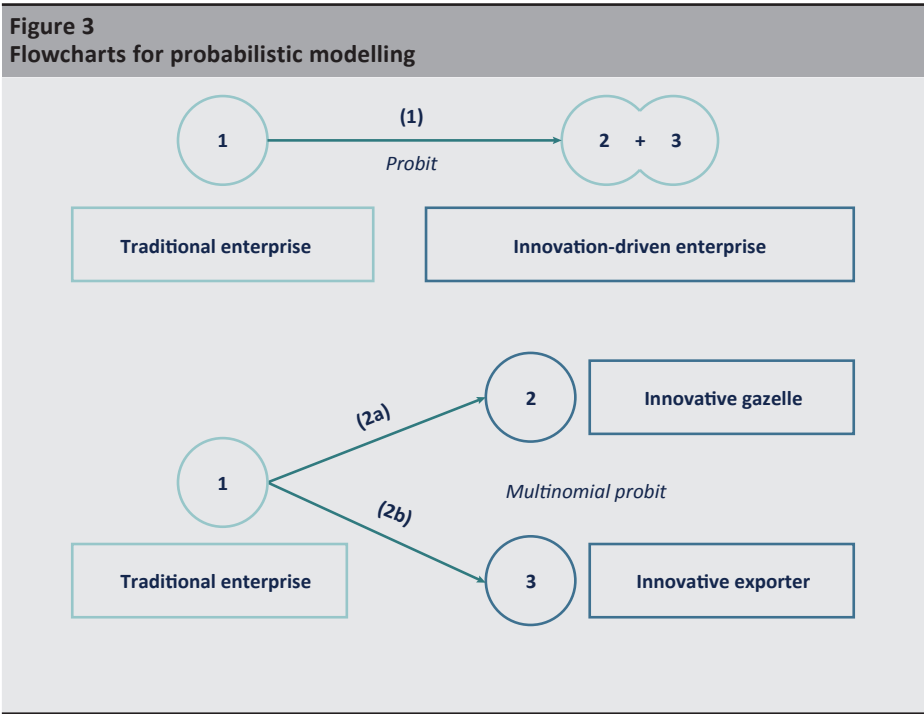 Figure 3
Flowcharts for probabilistic modelling
(1)
1
2 + 3
Probit
Traditional enterprise
Innovation-driven enterprise
2
Innovative gazelle
(2a)
1
Multinomial probit
(2b)
Traditional enterprise
3
Innovative exporter